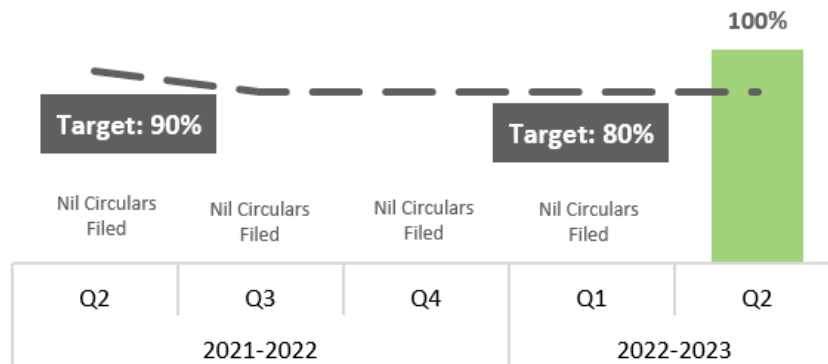 100%
Target: 90%
Target: 80%
Nil Circulars
Filed
Nil Circulars
Filed
Nil Circulars
Filed
Nil Circulars
Filed
Q2
Q3
Q4
Q1
Q2
2021-2022
2022-2023